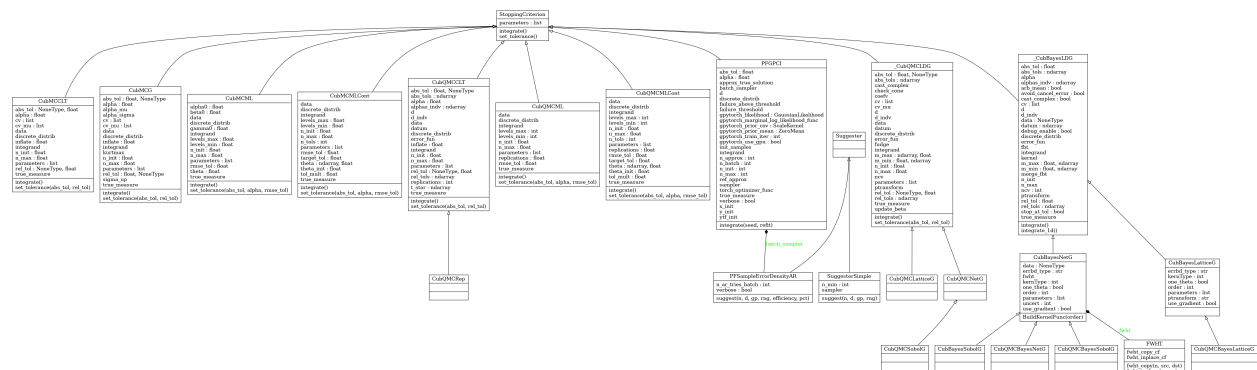 StoppingCriterion
parameters : list
integrate()
set_tolerance()
CubMCCLT
abs_tol : NoneType, float
alpha : float
cv : list
cv_mu : list
data
discrete_distrib
inflate : float
integrand
n_init : float
n_max : float
parameters : list
rel_tol : NoneType, float
true_measure
integrate()
set_tolerance(abs_tol, rel_tol)
CubMCG
abs_tol : float, NoneType
alpha : float
alpha_mu
alpha_sigma
cv : list
cv_mu : list
data
discrete_distrib
inflate : float
integrand
kurtmax
n_init : float
n_max : float
parameters : list
rel_tol : float, NoneType
sigma_up
true_measure
integrate()
set_tolerance(abs_tol, rel_tol)
CubMCML
alpha0 : float
beta0 : float
data
discrete_distrib
gamma0 : float
integrand
levels_max : float
levels_min : float
n_init : float
n_max : float
parameters : list
rmse_tol : float
theta : float
true_measure
integrate()
set_tolerance(abs_tol, alpha, rmse_tol)
CubMCMLCont
data
discrete_distrib
integrand
levels_max : float
levels_min : float
n_init : float
n_max : float
n_tols : int
parameters : list
rmse_tol : float
target_tol : float
theta : ndarray, float
theta_init : float
tol_mult : float
true_measure
integrate()
set_tolerance(abs_tol, alpha, rmse_tol)
CubQMCCLT
abs_tol : float, NoneType
abs_tols : ndarray
alpha : float
alphas_indv : ndarray
cv : list
d
d_indv
data
datum
discrete_distrib
error_fun
inflate : float
integrand
n_init : float
n_max : float
parameters : list
rel_tol : float, NoneType
rel_tols : ndarray
replications : int
t_star : ndarray
true_measure
integrate()
set_tolerance(abs_tol, rel_tol)
CubQMCRep
CubQMCML
data
discrete_distrib
integrand
levels_max : int
levels_min : int
n_init : float
n_max : float
parameters : list
replications : float
rmse_tol : float
true_measure
integrate()
set_tolerance(abs_tol, alpha, rmse_tol)
CubQMCMLCont
data
discrete_distrib
integrand
levels_max : int
levels_min : int
n_init : float
n_max : float
n_tols : int
parameters : list
replications : float
rmse_tol : float
target_tol : float
theta : ndarray, float
theta_init : float
tol_mult : float
true_measure
integrate()
set_tolerance(abs_tol, alpha, rmse_tol)
PFGPCI
abs_tol : float
alpha : float
approx_true_solution
batch_sampler
d
discrete_distrib
failure_above_threshold
failure_threshold
gpytorch_likelihood : GaussianLikelihood
gpytorch_marginal_log_likelihood_func
gpytorch_prior_cov : ScaleKernel
gpytorch_prior_mean : ZeroMean
gpytorch_train_iter : int
gpytorch_use_gpu : bool
init_samples
integrand
n_approx : int
n_batch : int
n_init : int
n_max : int
ref_approx
sampler
torch_optimizer_func
true_measure
verbose : bool
x_init
y_init
ytf_init
integrate(seed, refit)
batch_sampler
PFSampleErrorDensityAR
n_ar_tries_batch : int
verbose : bool
suggest(n, d, gp, rng, efficiency, pct)
Suggester
SuggesterSimple
n_min : int
sampler
suggest(n, d, gp, rng)
_CubQMCLDG
abs_tol : float, NoneType
abs_tols : ndarray
cast_complex
check_cone
coefv
cv : list
cv_mu
d
d_indv
data
datum : ndarray
discrete_distrib
error_fun
fudge
integrand
m_max : ndarray, float
m_min : float, ndarray
n_init : float
n_max : float
ncv
parameters : list
ptransform
rel_tol : NoneType, float
rel_tols : ndarray
true_measure
update_beta
integrate()
set_tolerance(abs_tol, rel_tol)
CubQMCLatticeG
CubQMCNetG
CubQMCSobolG
_CubBayesLDG
abs_tol : float
abs_tols : ndarray
alpha
alphas_indv : ndarray
arb_mean : bool
avoid_cancel_error : bool
cast_complex : bool
cv : list
d
d_indv
data : NoneType
datum : ndarray
debug_enable : bool
discrete_distrib
error_fun
fbt
integrand
kernel
m_max : float, ndarray
m_min : float, ndarray
merge_fbt
n_init
n_max
ncv : int
ptransform
rel_tol : float
rel_tols : ndarray
stop_at_tol : bool
true_measure
integrate()
integrate_1d()
CubBayesNetG
data : NoneType
errbd_type : str
fwht
kernType : int
one_theta : bool
order : int
parameters : list
uncert : int
use_gradient : bool
BuildKernelFunc(order)
CubBayesLatticeG
errbd_type : str
kernType : int
one_theta : bool
order : int
parameters : list
ptransform : str
use_gradient : bool
CubBayesSobolG
CubQMCBayesNetG
CubQMCBayesSobolG
fwht
FWHT
fwht_copy_cf
fwht_inplace_cf
fwht_copy(n, src, dst)
CubQMCBayesLatticeG